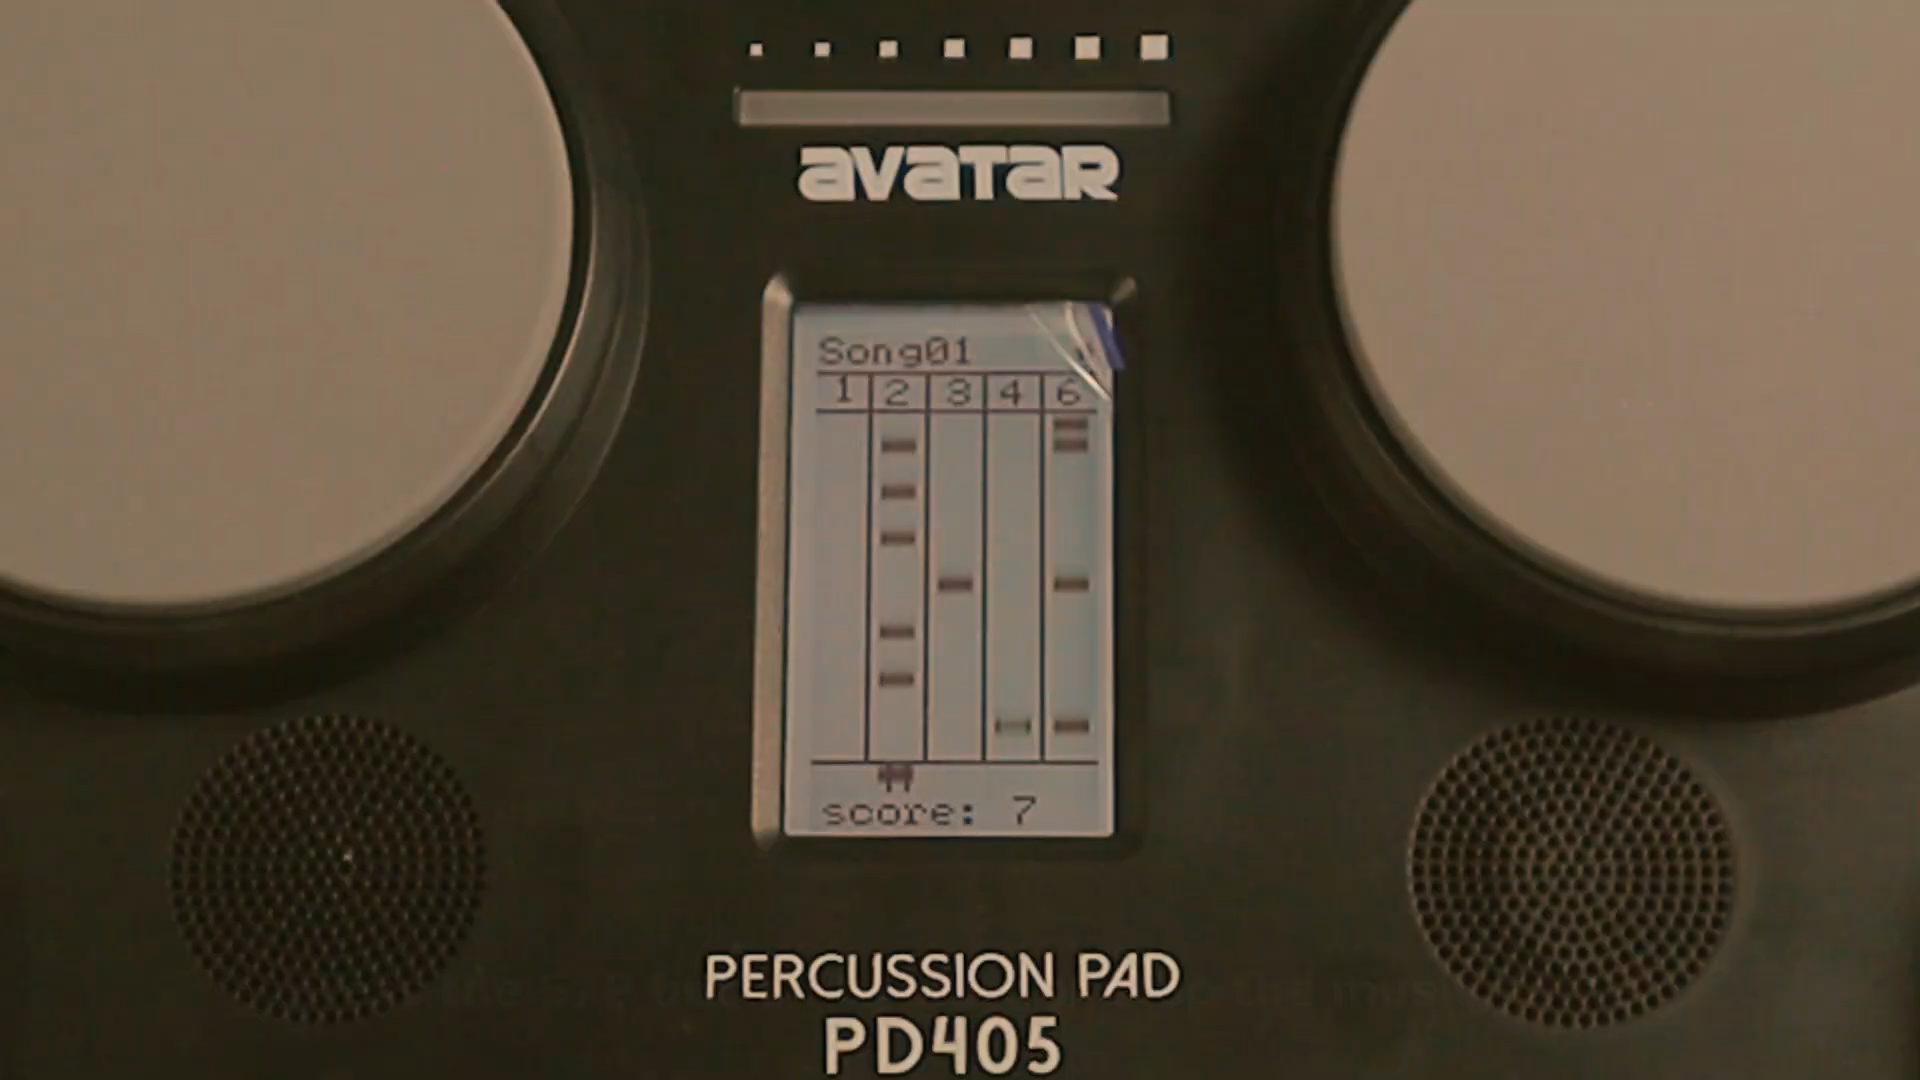 AVATAR
Song01
1 2 3 4 6
score: 7
PERCUSSION PAD
PD405